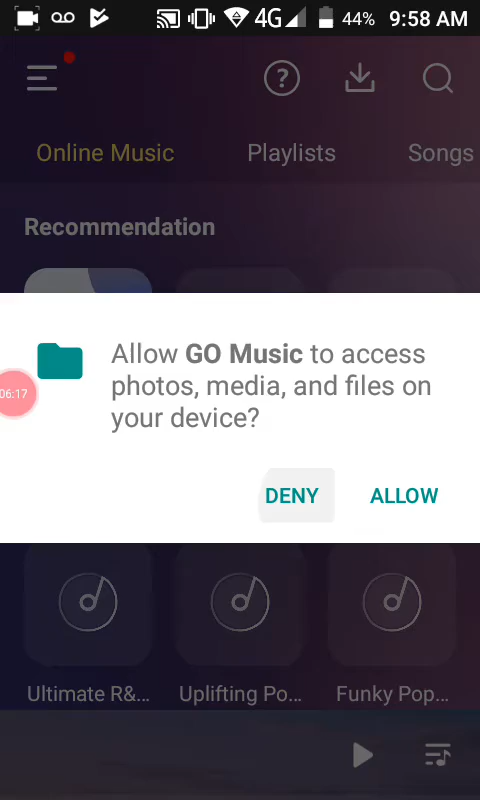 4G 44% 9:58 AM
?
Online Music Playlists Songs
Recommendation
Allow GO Music to access
photos, media, and files on
your device?
06:17
DENY ALLOW
Ultimate R&... Uplifting Po... Funky Pop...